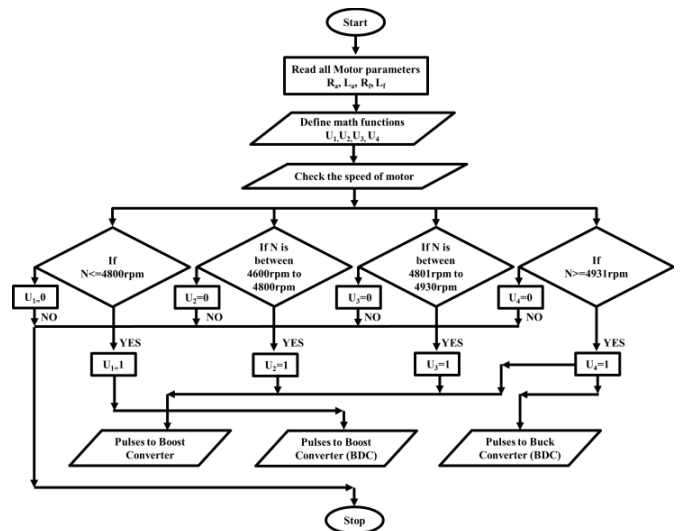 Start
Read all Motor parameters
Ra, La, Rf, Lf
Define math functions
U1,U2,U3, U4
Check the speed of motor
If
N<=4800rpm
If N is
between
4600rpm to
4800rpm
If N is
between
4801rpm to
4930rpm
If
N>=4931rpm
U1=0
U2=0
U3=0
U4=0
NO
NO
NO
NO
YES
YES
YES
YES
U1=1
U2=1
U3=1
U4=1
Pulses to Boost
Converter
Pulses to Boost
Converter (BDC)
Pulses to Buck
Converter (BDC)
Stop